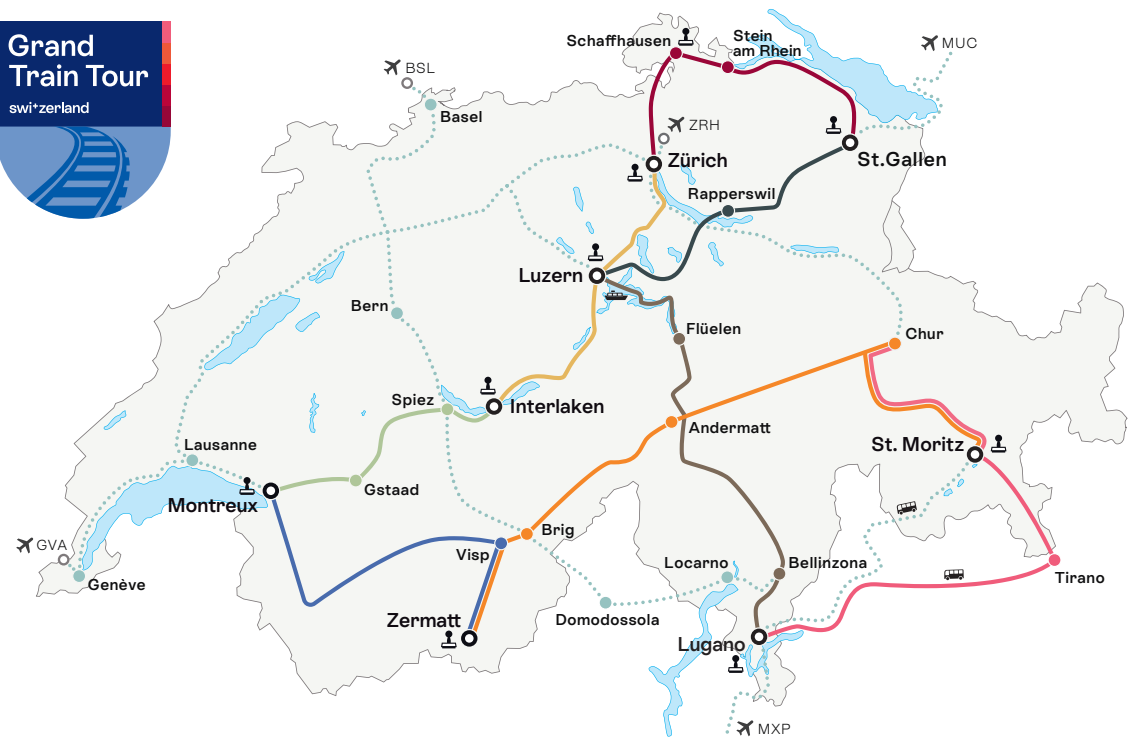 Grand
Train Tour
swi+zerland
Schaffhausen
Stein
am Rhein
MUC
BSL
Basel
ZRH
Zürich
St.Gallen
Rapperswil
Luzern
Bern
Flüelen
Chur
Spiez
Interlaken
Andermatt
Lausanne
St. Moritz
Gstaad
Montreux
Brig
GVA
Visp
Genève
Locarno
Bellinzona
Tirano
Domodossola
Zermatt
Lugano
MXP